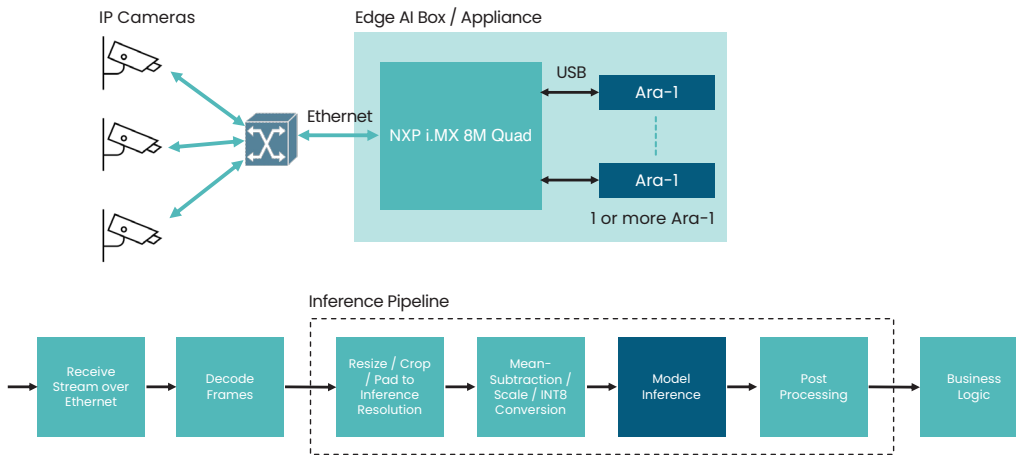 IP Cameras
Edge AI Box / Appliance
Ethernet
NXP i.MX 8M Quad
USB
Ara-1
Ara-1
1 or more Ara-1
Inference Pipeline
Receive
Stream over
Ethernet
Decode
Frames
Resize / Crop
/ Pad to
Inference
Resolution
Mean-
Subtraction /
Scale / INT8
Conversion
Model
Inference
Post
Processing
Business
Logic